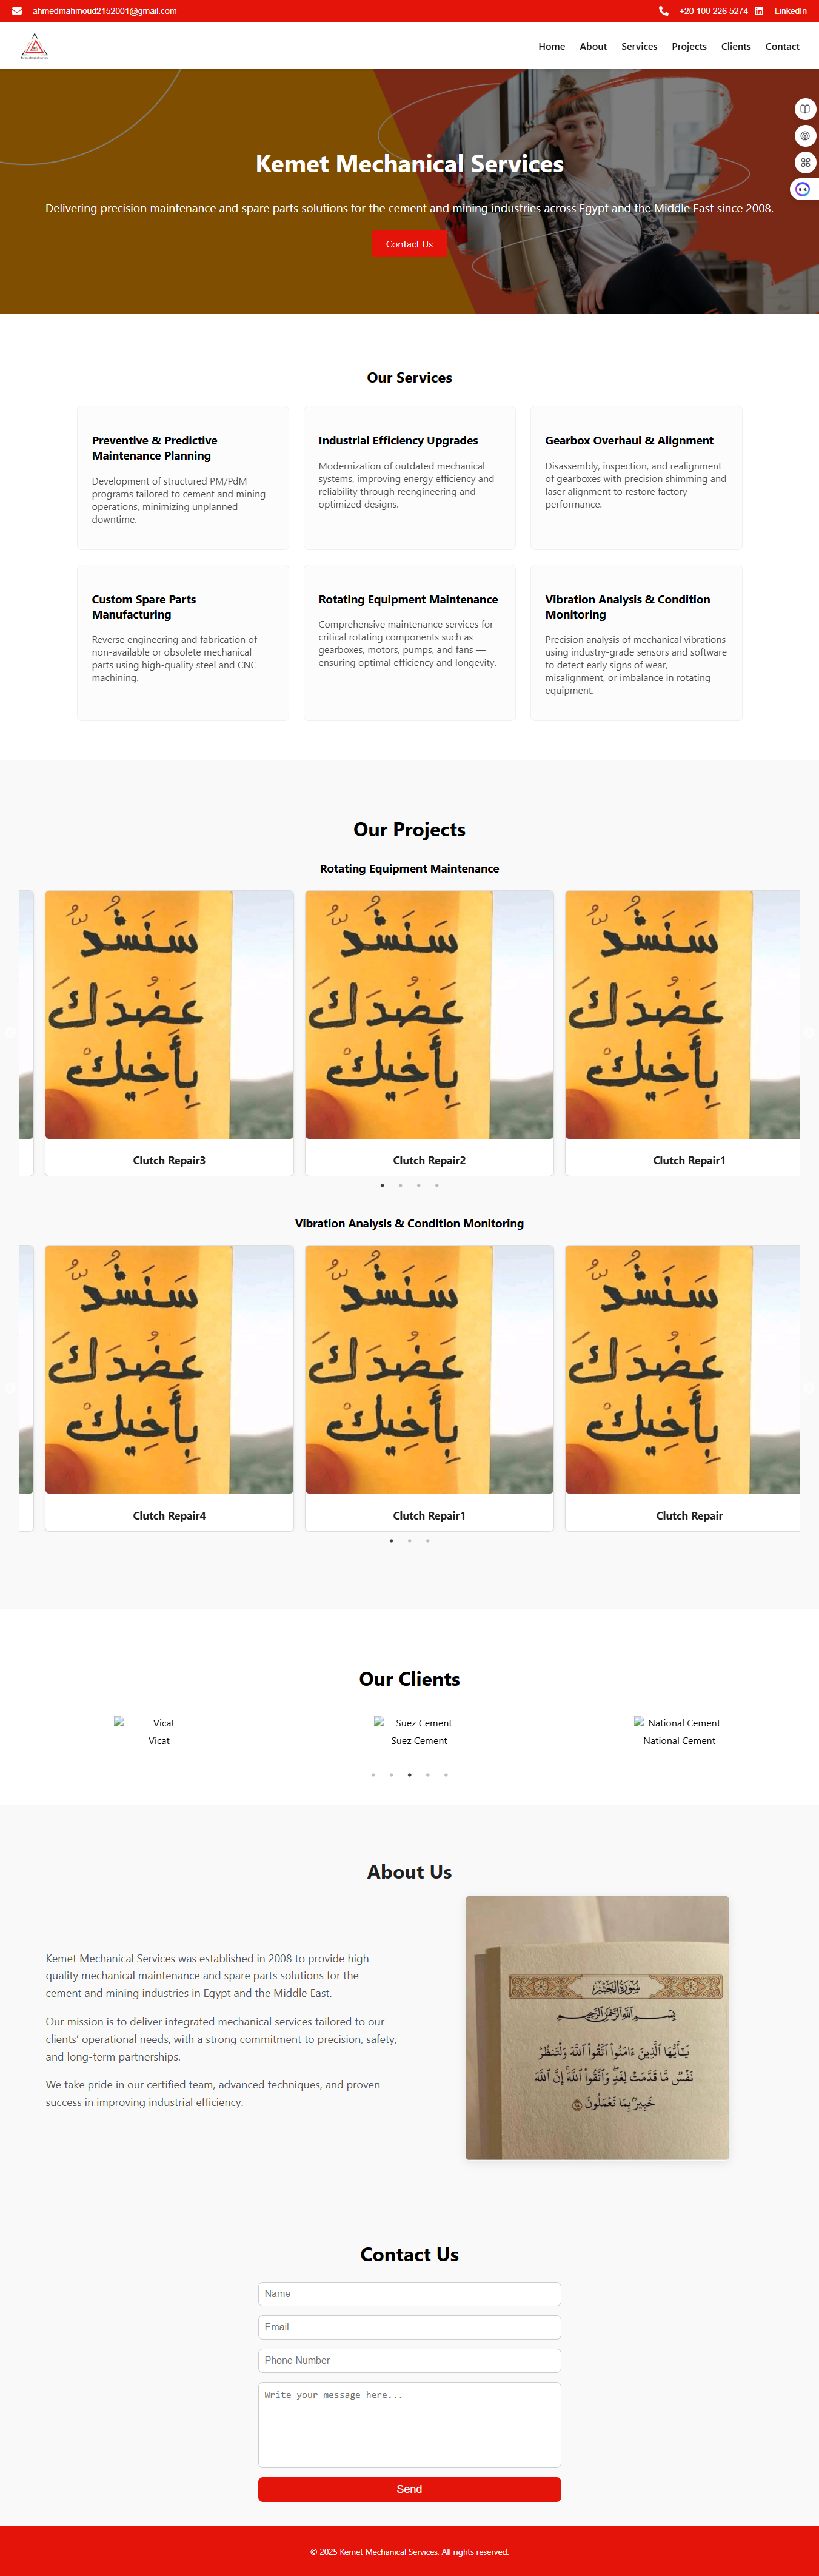 ahmedmahmoud2152001@gmail.com
+20 100 226 5274
LinkedIn
Home About Services Projects Clients Contact
Kemet Mechanical Services
Delivering precision maintenance and spare parts solutions for the cement and mining industries across Egypt and the Middle East since 2008.
Contact Us
Our Services
Preventive & Predictive
Maintenance Planning
Development of structured PM/PdM
programs tailored to cement and mining
operations, minimizing unplanned
downtime.
Industrial Efficiency Upgrades
Modernization of outdated mechanical
systems, improving energy efficiency and
reliability through reengineering and
optimized designs.
Gearbox Overhaul & Alignment
Disassembly, inspection, and realignment
of gearboxes with precision shimming and
laser alignment to restore factory
performance.
Custom Spare Parts
Manufacturing
Reverse engineering and fabrication of
non-available or obsolete mechanical
parts using high-quality steel and CNC
machining.
Rotating Equipment Maintenance
Comprehensive maintenance services for
critical rotating components such as
gearboxes, motors, pumps, and fans —
ensuring optimal efficiency and longevity.
Vibration Analysis & Condition
Monitoring
Precision analysis of mechanical vibrations
using industry-grade sensors and software
to detect early signs of wear,
misalignment, or imbalance in rotating
equipment.
Our Projects
Rotating Equipment Maintenance
سَنَشُدُّ
عَضُدَكَ
بِأَخِيكَ
Clutch Repair3
سَنَشُدُّ
عَضُدَكَ
بِأَخِيكَ
Clutch Repair2
سَنَشُدُّ
عَضُدَكَ
بِأَخِيكَ
Clutch Repair1
Vibration Analysis & Condition Monitoring
سَنَشُدُّ
عَضُدَكَ
بِأَخِيكَ
Clutch Repair4
سَنَشُدُّ
عَضُدَكَ
بِأَخِيكَ
Clutch Repair1
سَنَشُدُّ
عَضُدَكَ
بِأَخِيكَ
Clutch Repair
Our Clients
Vicat
Vicat
Suez Cement
Suez Cement
National Cement
National Cement
About Us
Kemet Mechanical Services was established in 2008 to provide high-
quality mechanical maintenance and spare parts solutions for the
cement and mining industries in Egypt and the Middle East.
Our mission is to deliver integrated mechanical services tailored to our
clients' operational needs, with a strong commitment to precision, safety,
and long-term partnerships.
We take pride in our certified team, advanced techniques, and proven
success in improving industrial efficiency.
سُورَةُ الحَشْرِ
بِسْمِ اللَّهِ الرَّحْمَٰنِ الرَّحِيمِ
يَٰٓأَيُّهَا ٱلَّذِينَ ءَامَنُوا۟ ٱتَّقُوا۟ ٱللَّهَ وَلْتَنظُرْ
نَفْسٌ مَّا قَدَّمَتْ لِغَدٍ وَٱتَّقُوا۟ ٱللَّهَ إِنَّ ٱللَّهَ
خَبِيرٌۢ بِمَا تَعْمَلُونَ ١٨
Contact Us
Name
Email
Phone Number
Write your message here...
Send
© 2025 Kemet Mechanical Services. All rights reserved.